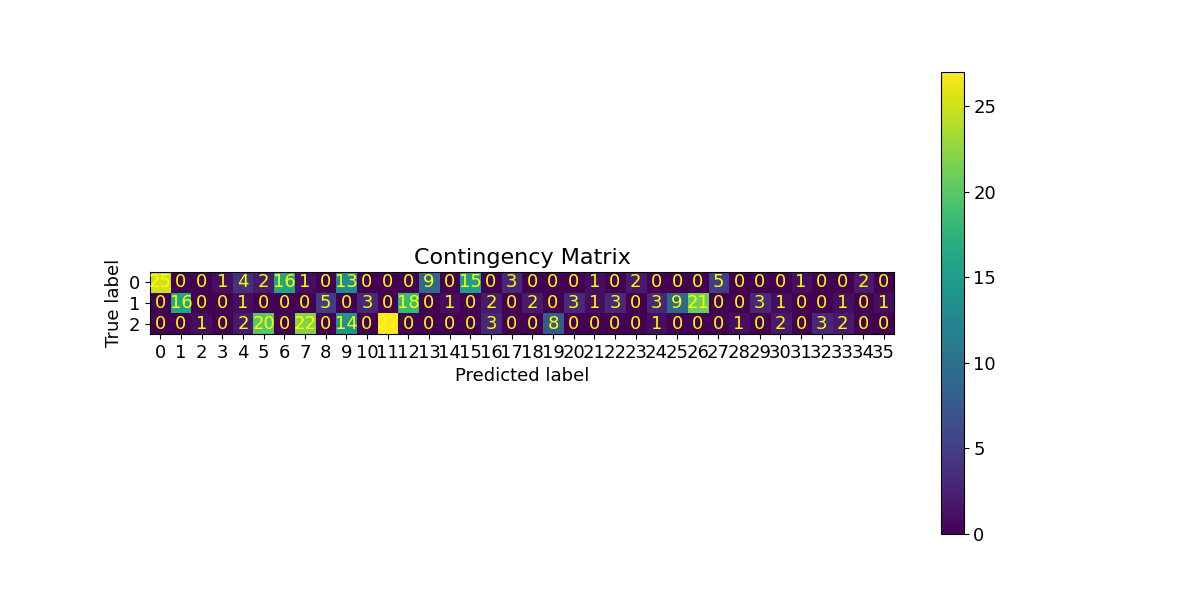 Contingency Matrix
True label
0 25 0 0 1 4 2 16 1 0 13 0 0 0 9 0 15 0 3 0 0 0 1 0 2 0 0 0 5 0 0 0 1 0 0 2 0
1 0 16 0 0 1 0 0 0 5 0 3 0 18 0 1 0 2 0 2 0 3 1 3 0 3 9 21 0 0 3 1 0 0 1 0 1
2 0 0 1 0 2 20 0 22 0 14 0 0 0 0 0 3 0 0 8 0 0 0 0 1 0 0 0 1 0 2 0 3 2 0 0
0 1 2 3 4 5 6 7 8 9 10 11 12 13 14 15 16 17 18 19 20 21 22 23 24 25 26 27 28 29 30 31 32 33 34 35
Predicted label
25
20
15
10
5
0